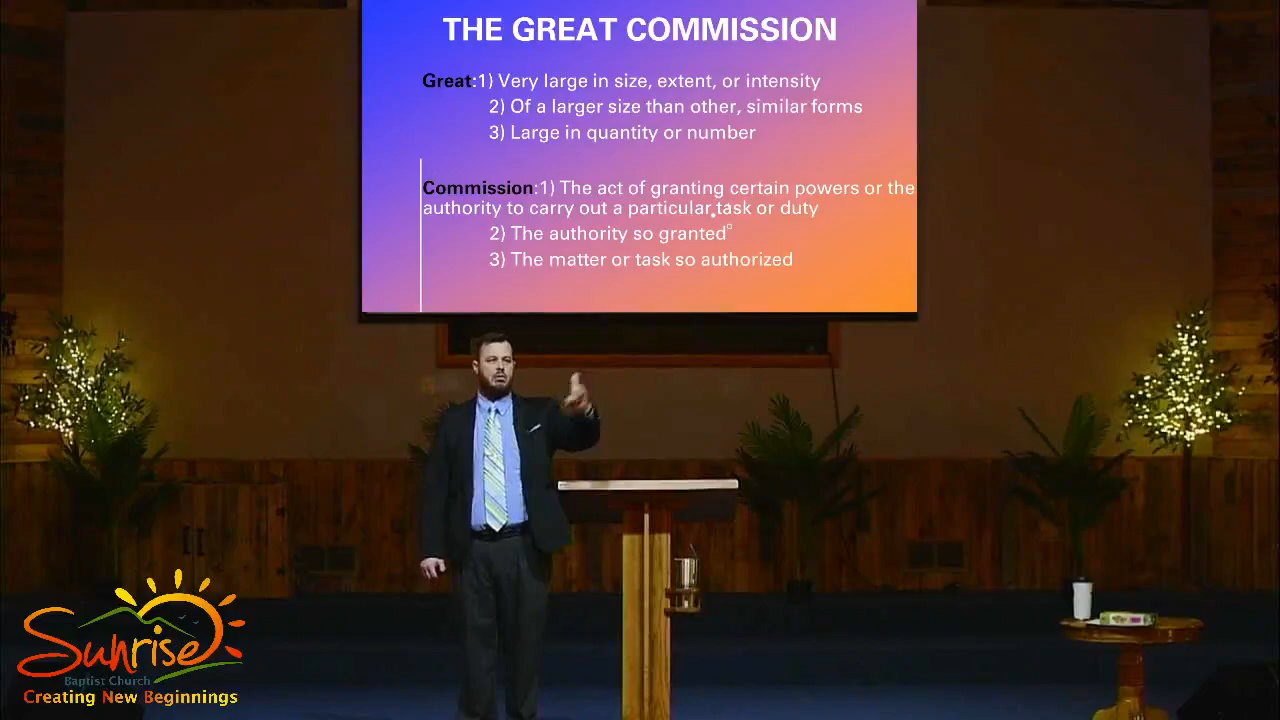 THE GREAT COMMISSION
Great:1) Very large in size, extent, or intensity
2) Of a larger size than other, similar forms
3) Large in quantity or number
Commission:1) The act of granting certain powers or the
authority to carry out a particular task or duty
2) The authority so granted
3) The matter or task so authorized
Sunrise
Baptist Church
Creating New Beginnings